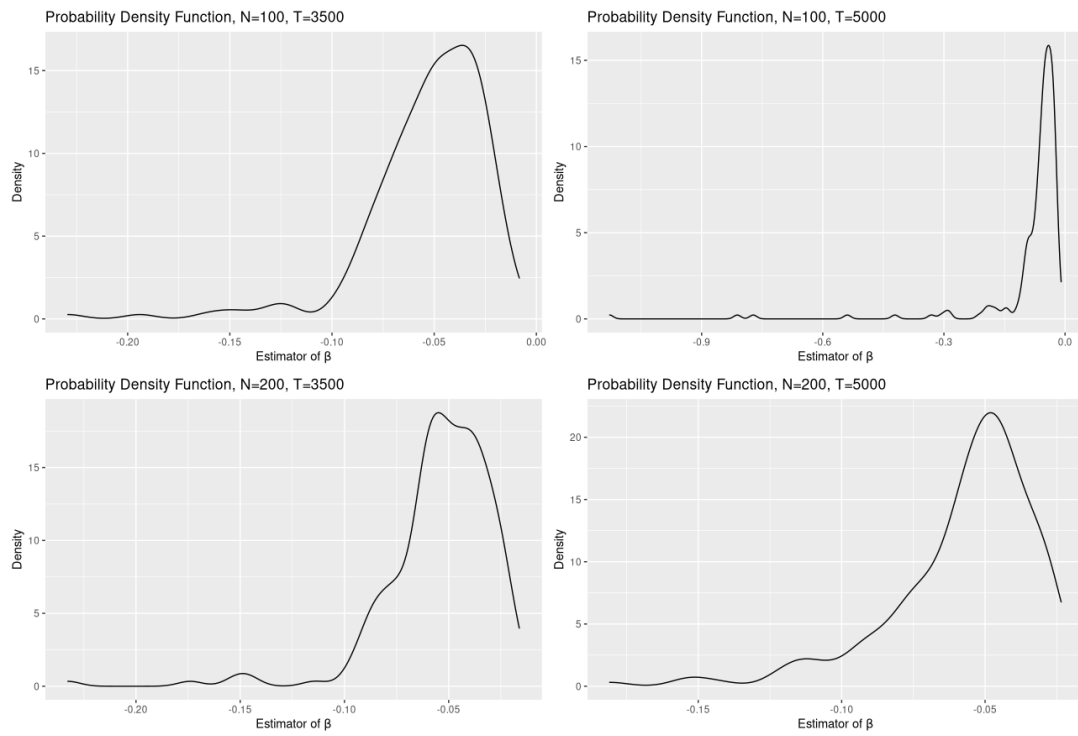 Probability Density Function, N=100, T=3500
15
10
5
0
Density
-0.20 -0.15 -0.10 -0.05 0.00
Estimator of β
Probability Density Function, N=100, T=5000
15
10
5
0
Density
-0.9 -0.6 -0.3 0.0
Estimator of β
Probability Density Function, N=200, T=3500
15
10
5
0
Density
-0.20 -0.15 -0.10 -0.05
Estimator of β
Probability Density Function, N=200, T=5000
20
15
10
5
0
Density
-0.15 -0.10 -0.05
Estimator of β